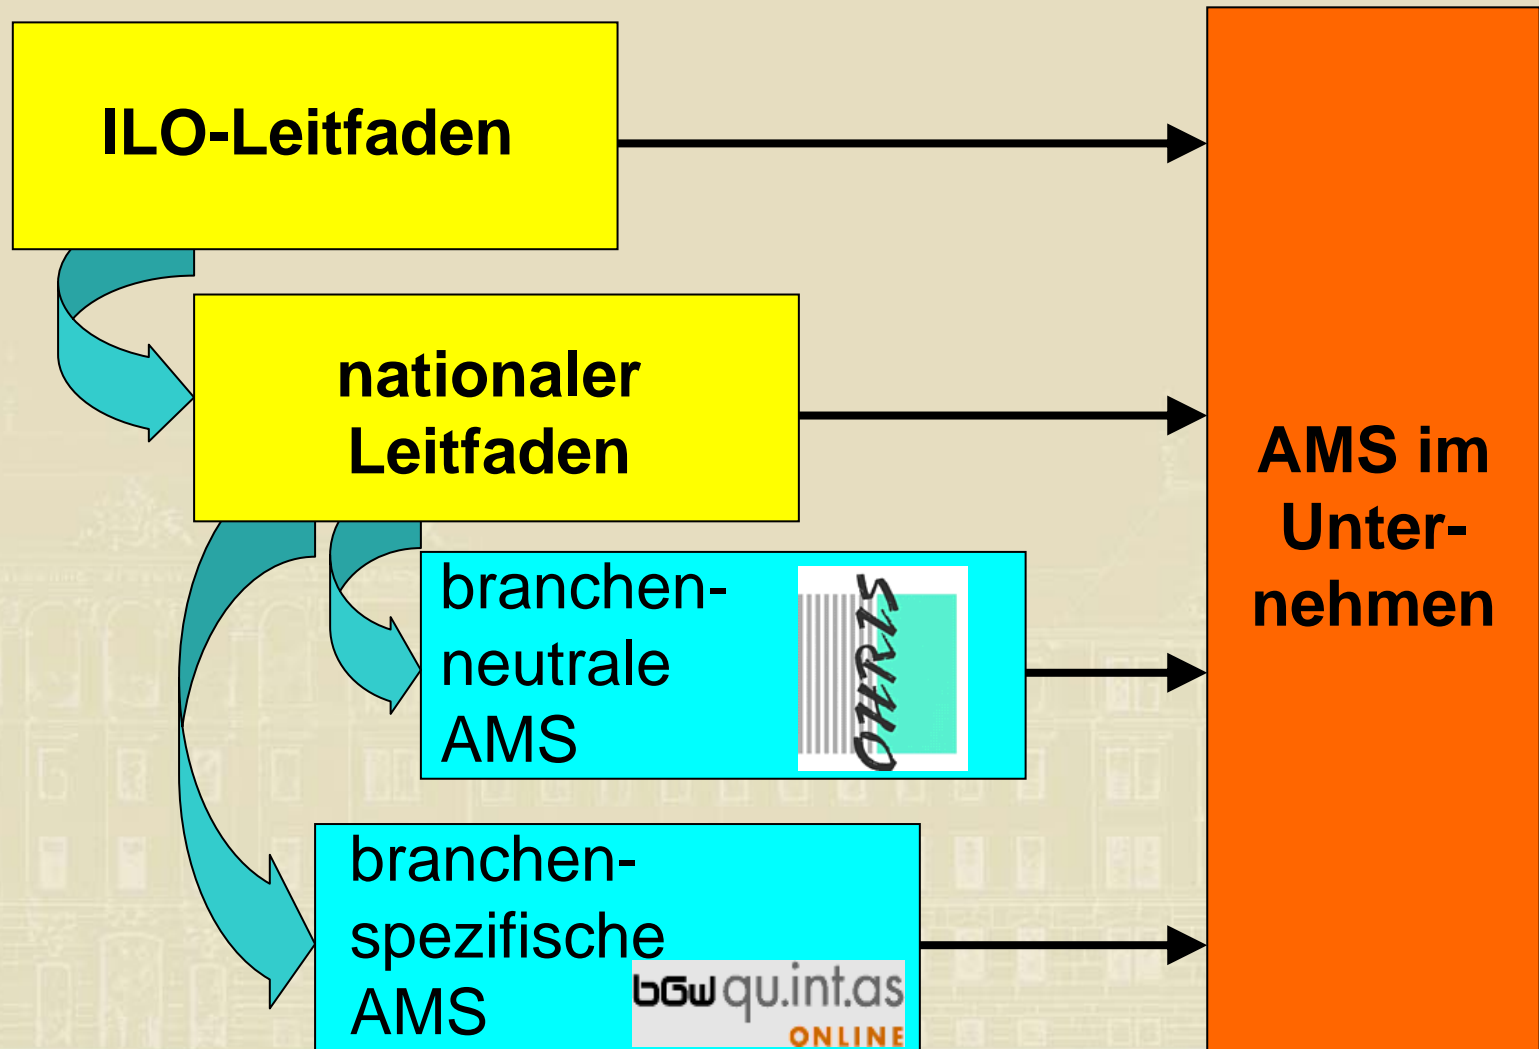 ILO-Leitfaden
nationaler
Leitfaden
branchen-
neutrale
AMS
OHRIS
branchen-
spezifische
AMS
bGw qu.int.as
ONLINE
AMS im
Unter-
nehmen